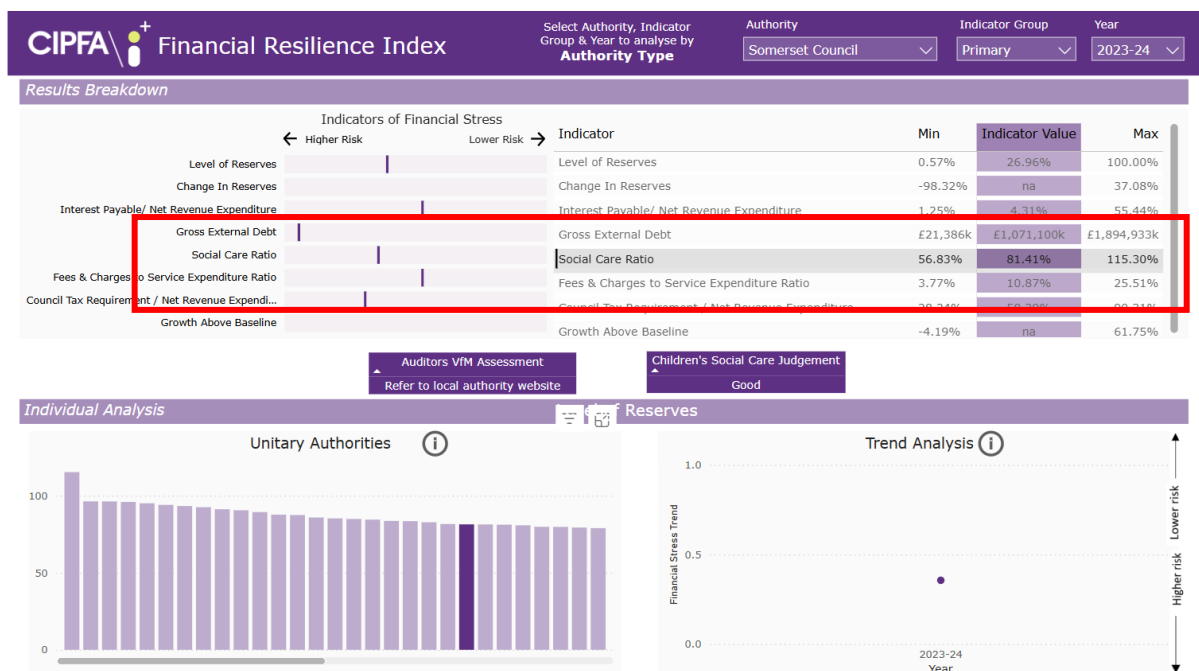 CIPFA Financial Resilience Index
Select Authority, Indicator
Group & Year to analyse by
Authority Type
Authority
Somerset Council
Indicator Group
Primary
Year
2023-24
Results Breakdown
Indicators of Financial Stress
← Higher Risk Lower Risk →
Level of Reserves
Change In Reserves
Interest Payable/ Net Revenue Expenditure
Gross External Debt
Social Care Ratio
Fees & Charges to Service Expenditure Ratio
Council Tax Requirement / Net Revenue Expendi...
Growth Above Baseline
Indicator Min Indicator Value Max
Level of Reserves 0.57% 26.96% 100.00%
Change In Reserves -98.32% na 37.08%
Interest Payable/ Net Revenue Expenditure 1.25% 4.31% 55.44%
Gross External Debt £21,386k £1,071,100k £1,894,933k
Social Care Ratio 56.83% 81.41% 115.30%
Fees & Charges to Service Expenditure Ratio 3.77% 10.87% 25.51%
Council Tax Requirement / Net Revenue Expenditure
Growth Above Baseline -4.19% na 61.75%
Auditors VfM Assessment
Refer to local authority website
Children's Social Care Judgement
Good
Individual Analysis
Reserves
Unitary Authorities
100
50
0
Trend Analysis
1.0
0.5
0.0
Financial Stress Trend
2023-24
Year
Lower risk
Higher risk